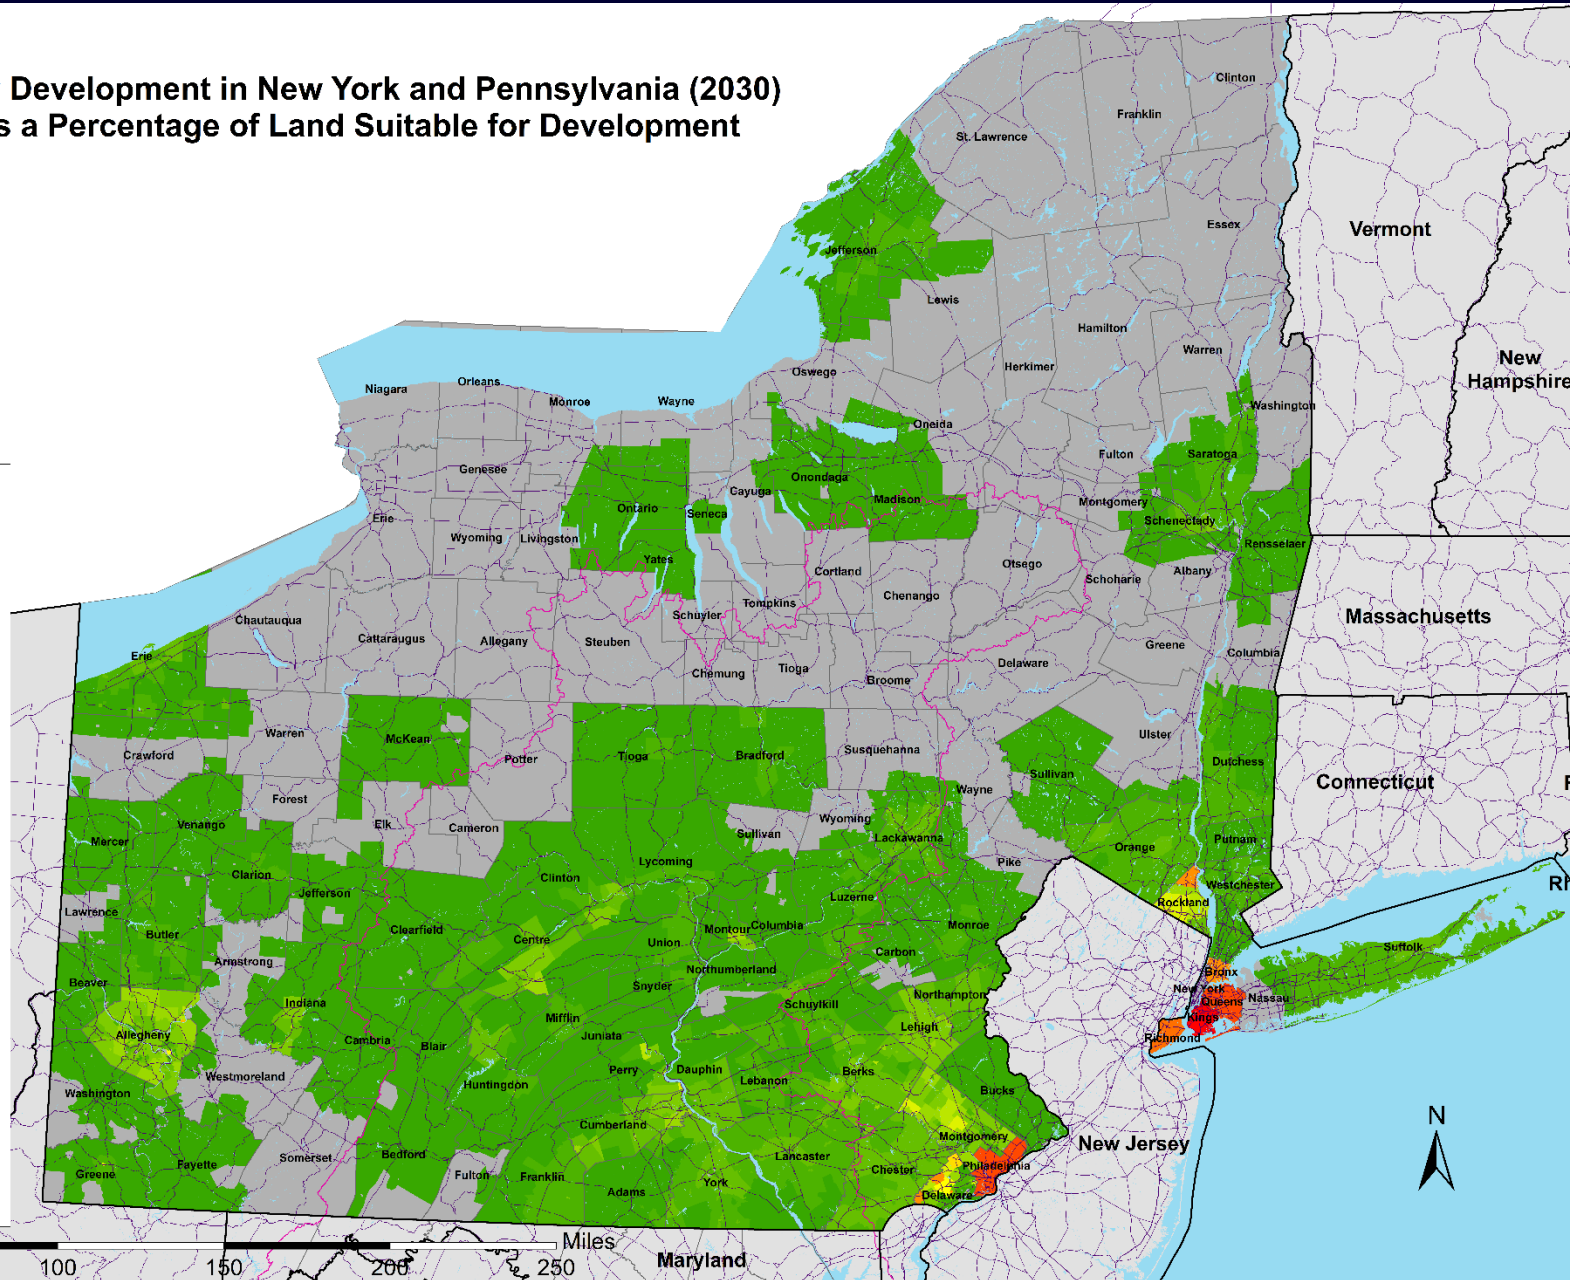 Development in New York and Pennsylvania (2030)
s a Percentage of Land Suitable for Development
Clinton
Franklin
St. Lawrence
Essex
Vermont
Jefferson
Lewis
Hamilton
Warren
New
Hampshire
Herkimer
Oswego
Niagara
Orleans
Monroe
Wayne
Washington
Oneida
Fulton
Saratoga
Genesee
Onondaga
Cayuga
Madison
Montgomery
Ontario
Seneca
Erie
Schenectady
Wyoming
Livingston
Rensselaer
Yates
Cortland
Otsego
Albany
Schoharie
Chenango
Tompkins
Schuyler
Massachusetts
Chautauqua
Cattaraugus
Allegany
Steuben
Greene
Columbia
Erie
Delaware
Tioga
Chemung
Broome
Warren
McKean
Ulster
Susquehanna
Crawford
Potter
Tioga
Bradford
Dutchess
Sullivan
Connecticut
Wayne
Forest
Venango
Elk
Cameron
Wyoming
Sullivan
Lackawanna
Mercer
Putnam
Orange
Lycoming
Pike
Clarion
Clinton
Westchester
Jefferson
Luzerne
Rockland
Lawrence
Clearfield
Montour
Columbia
Monroe
Butler
Centre
Union
Suffolk
Carbon
Armstrong
Northumberland
Bronx
Beaver
Snyder
New York
Northampton
Nassau
Indiana
Schuylkill
Queens
Mifflin
Kings
Lehigh
Allegheny
Juniata
Richmond
Cambria
Blair
Perry
Dauphin
Berks
Westmoreland
Lebanon
Huntingdon
Bucks
Washington
N
Cumberland
Montgomery
New Jersey
Bedford
Lancaster
Somerset
Fayette
Philadelphia
Chester
Greene
Fulton
Franklin
York
Adams
Delaware
Miles
Maryland
100
150
200
250